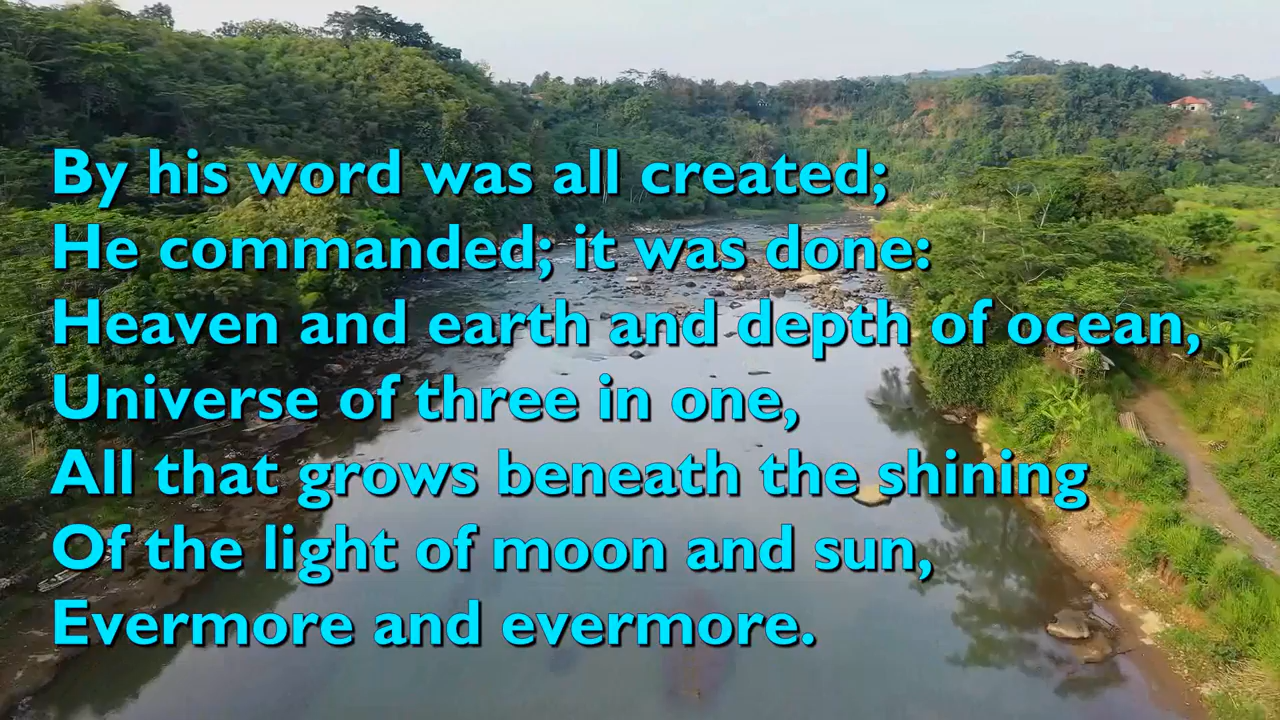 By his word was all created;
He commanded; it was done:
Heaven and earth and depth of ocean,
Universe of three in one,
All that grows beneath the shining
Of the light of moon and sun,
Evermore and evermore.